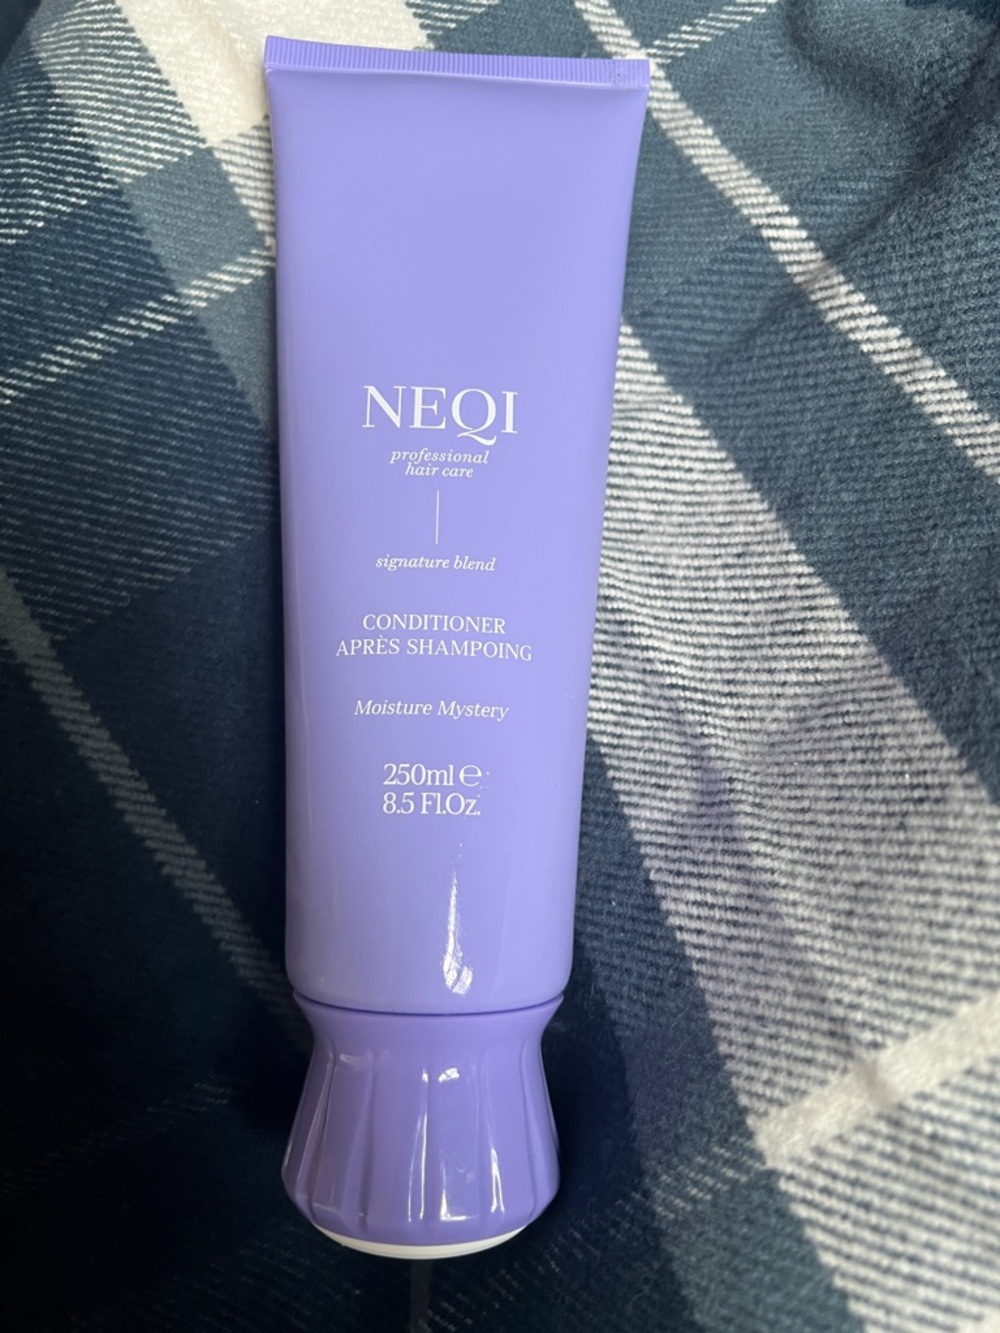 NEQI
professional
hair care
signature blend
CONDITIONER
APRÈS SHAMPOING
Moisture Mystery
250ml ℮
8.5 Fl.Oz.